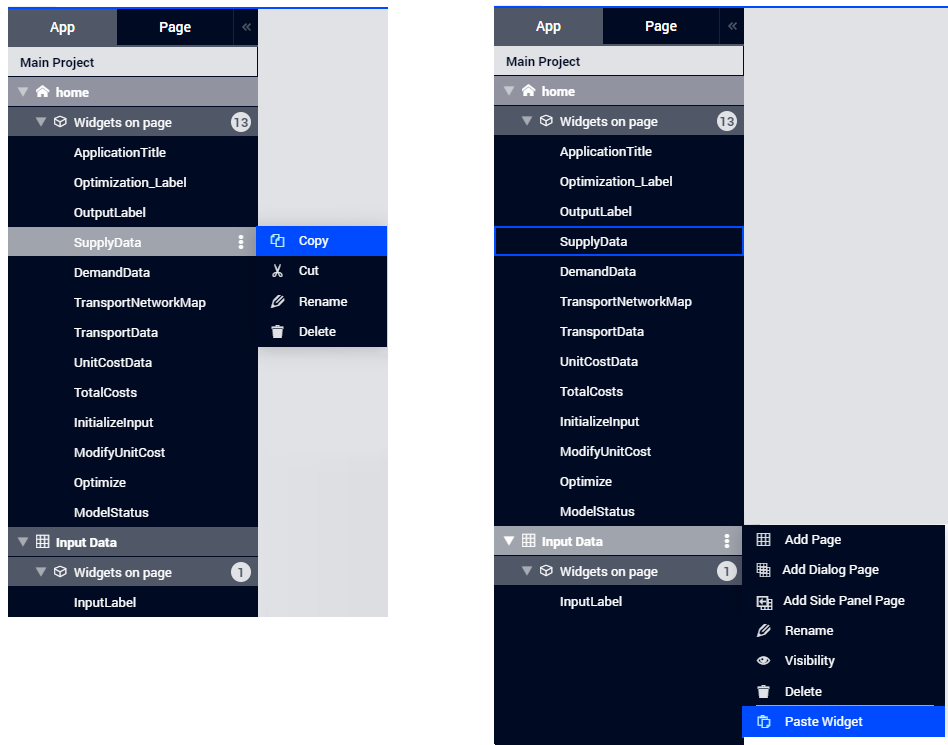 App Page «
Main Project
home
Widgets on page 13
ApplicationTitle
Optimization_Label
OutputLabel
SupplyData
DemandData
TransportNetworkMap
TransportData
UnitCostData
TotalCosts
InitializeInput
ModifyUnitCost
Optimize
ModelStatus
Input Data
Widgets on page 1
InputLabel
Copy
Cut
Rename
Delete
App Page «
Main Project
home
Widgets on page 13
ApplicationTitle
Optimization_Label
OutputLabel
SupplyData
DemandData
TransportNetworkMap
TransportData
UnitCostData
TotalCosts
InitializeInput
ModifyUnitCost
Optimize
ModelStatus
Input Data
Widgets on page 1
InputLabel
Add Page
Add Dialog Page
Add Side Panel Page
Rename
Visibility
Delete
Paste Widget